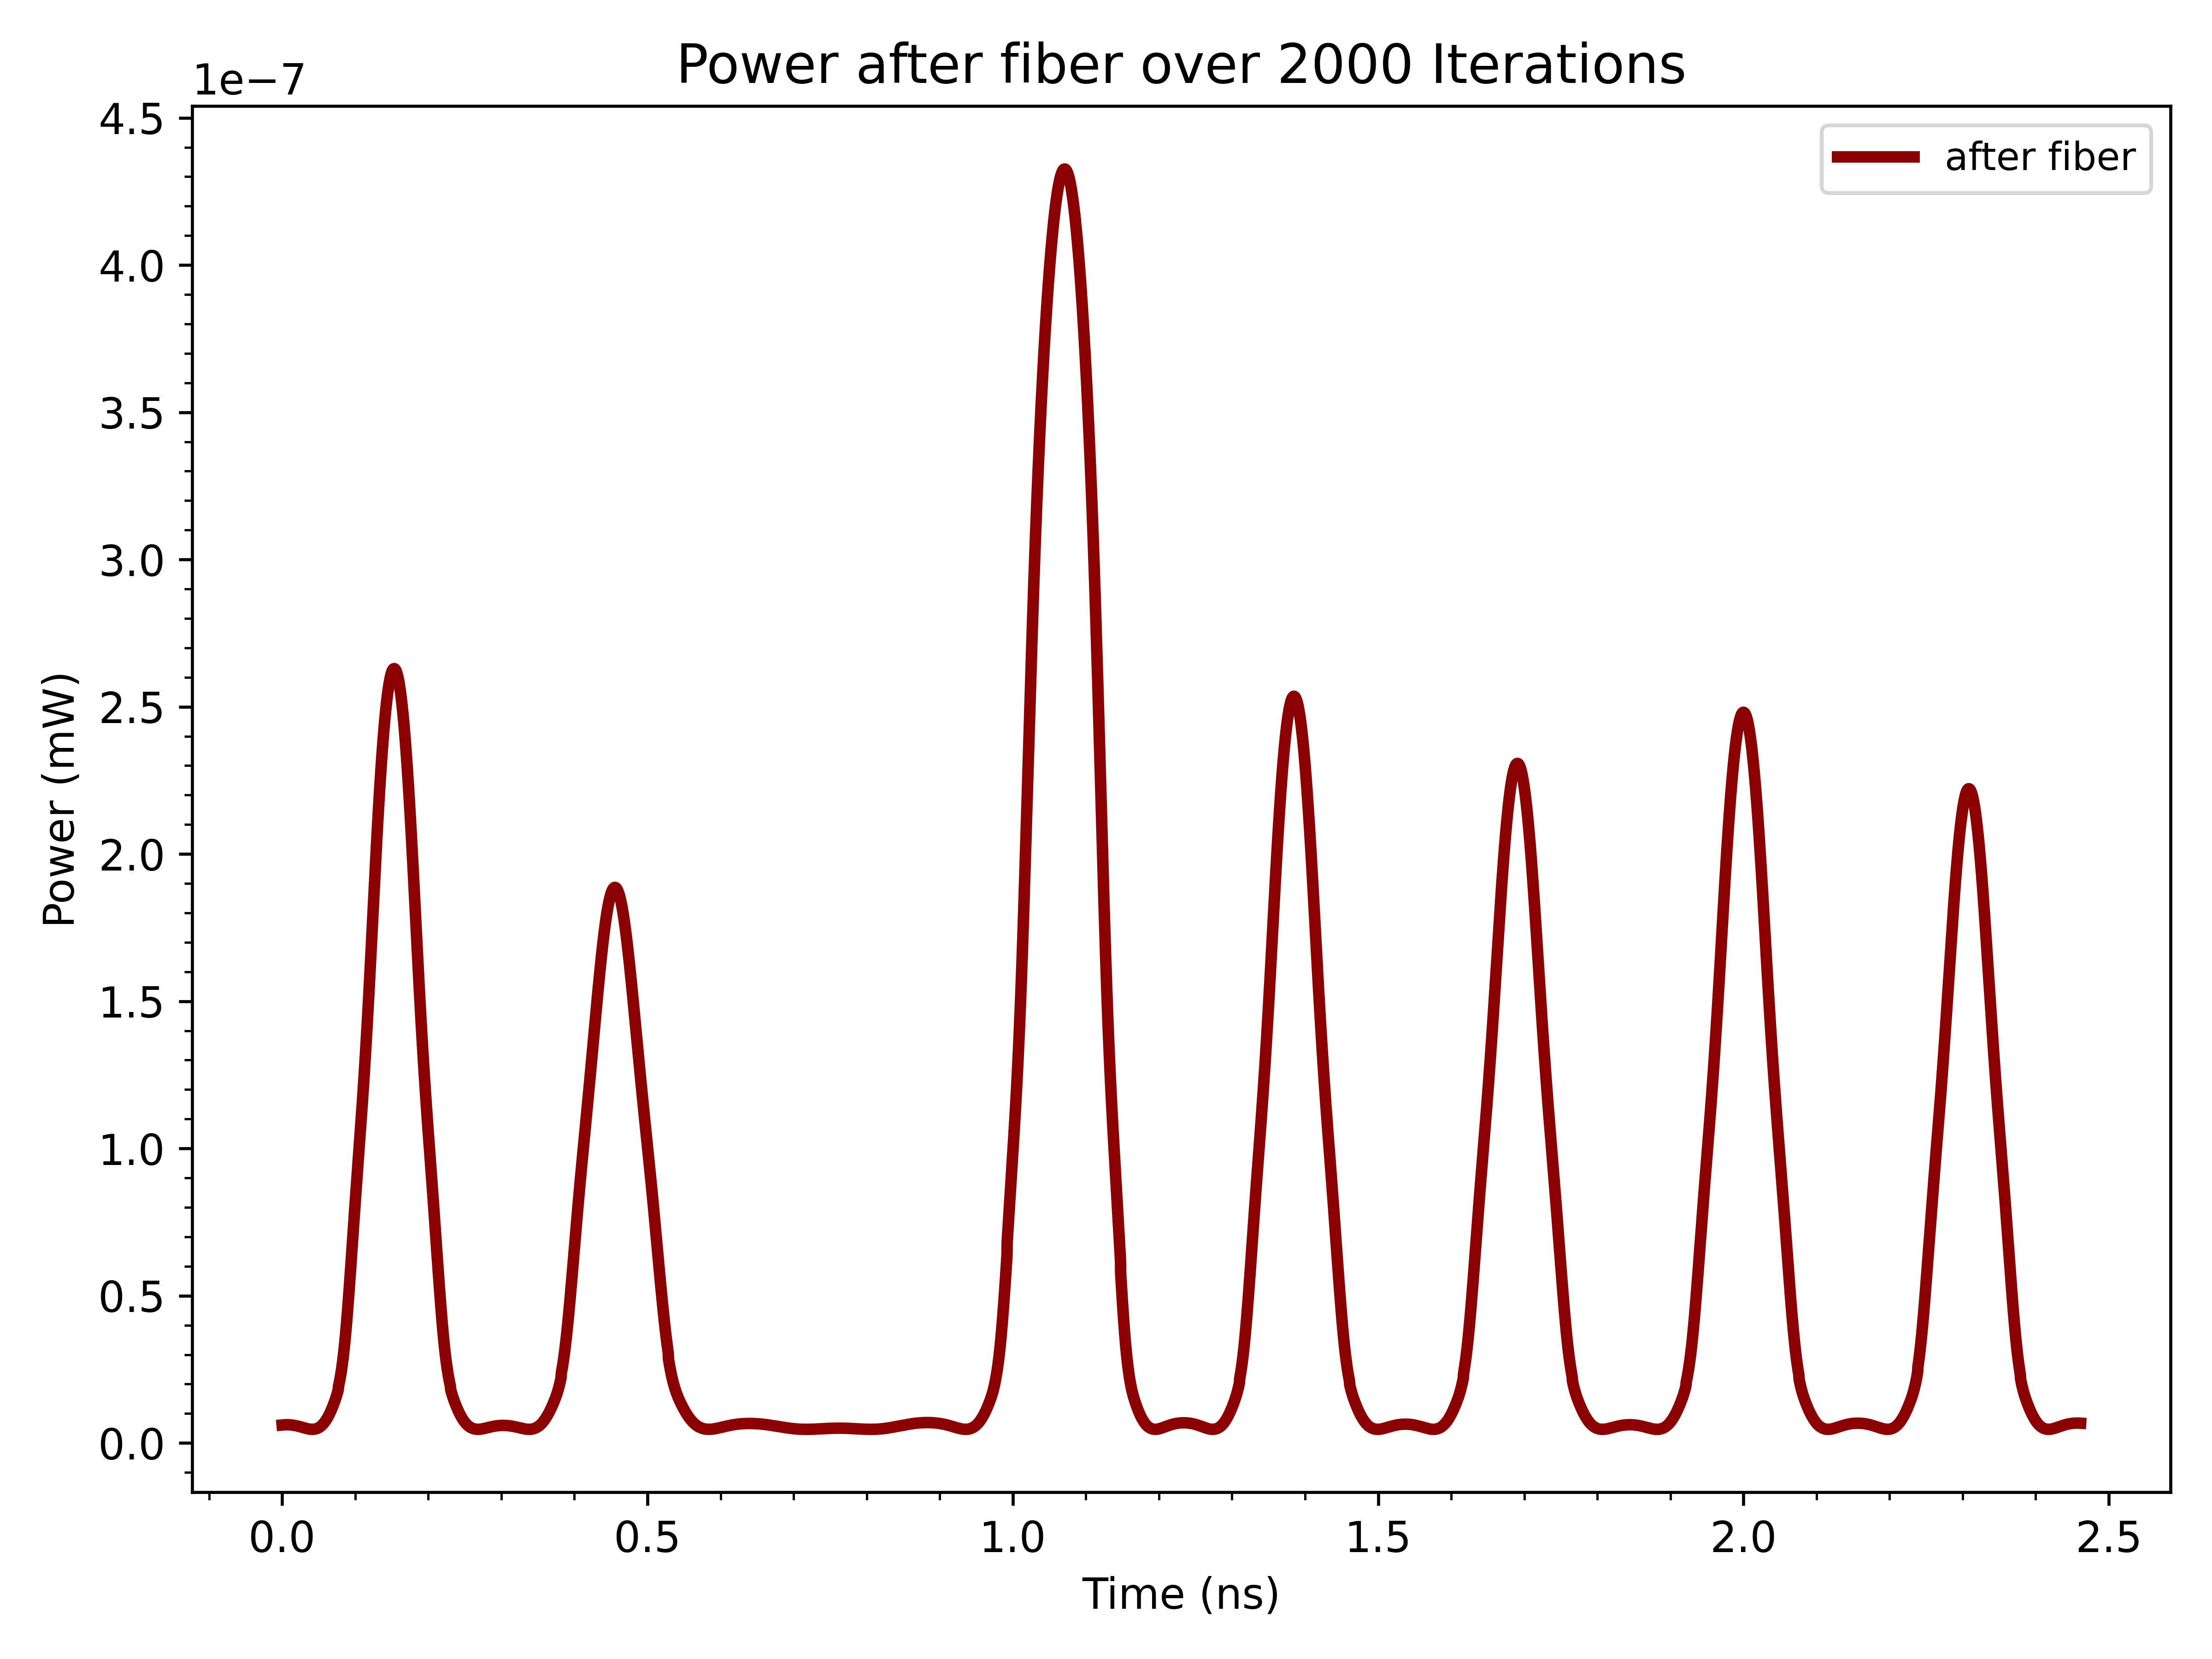 Power after fiber over 2000 Iterations
1e−7
4.5
4.0
3.5
3.0
2.5
2.0
1.5
1.0
0.5
0.0
Power (mW)
after fiber
0.0 0.5 1.0 1.5 2.0 2.5
Time (ns)